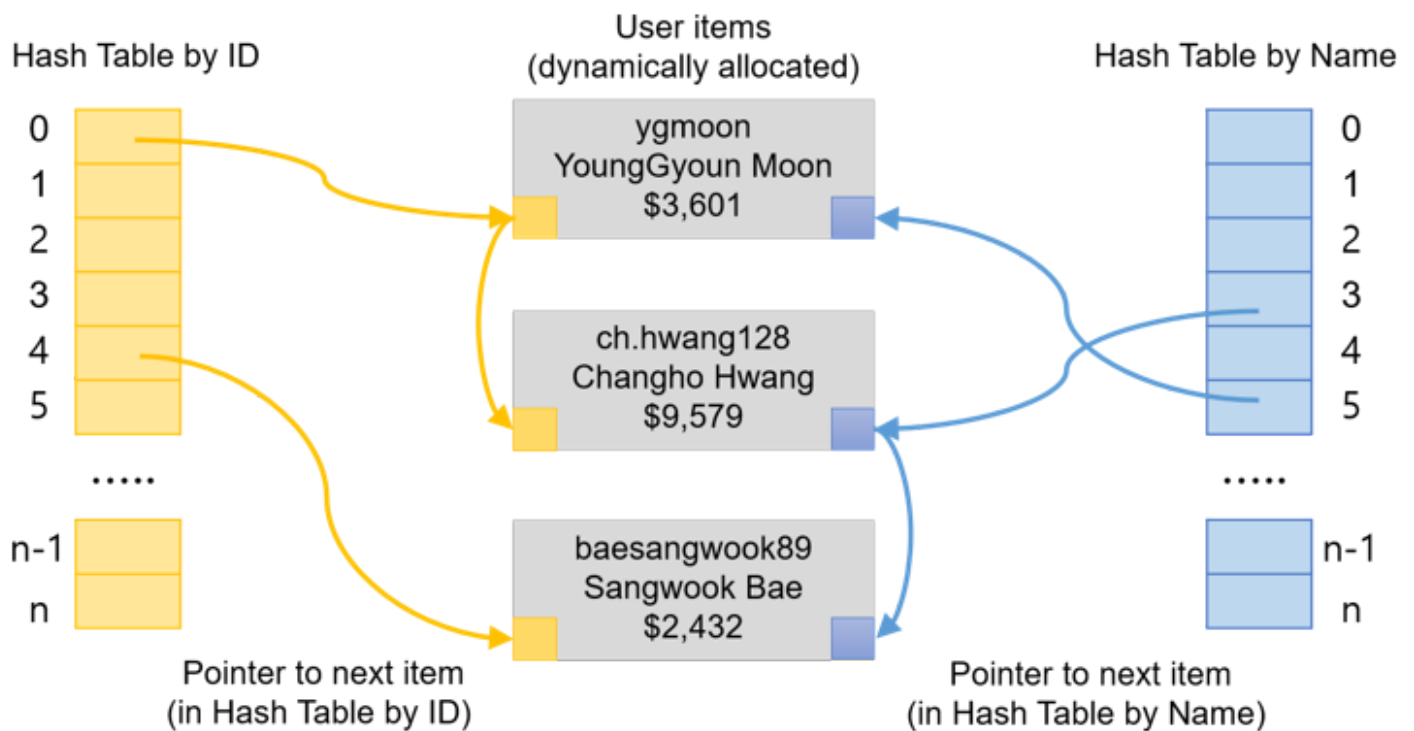 Hash Table by ID
0
1
2
3
4
5
.....
n-1
n
User items
(dynamically allocated)
ygmoon
YoungGyoun Moon
$3,601
ch.hwang128
Changho Hwang
$9,579
baesangwook89
Sangwook Bae
$2,432
Hash Table by Name
0
1
2
3
4
5
.....
n-1
n
Pointer to next item
(in Hash Table by ID)
Pointer to next item
(in Hash Table by Name)